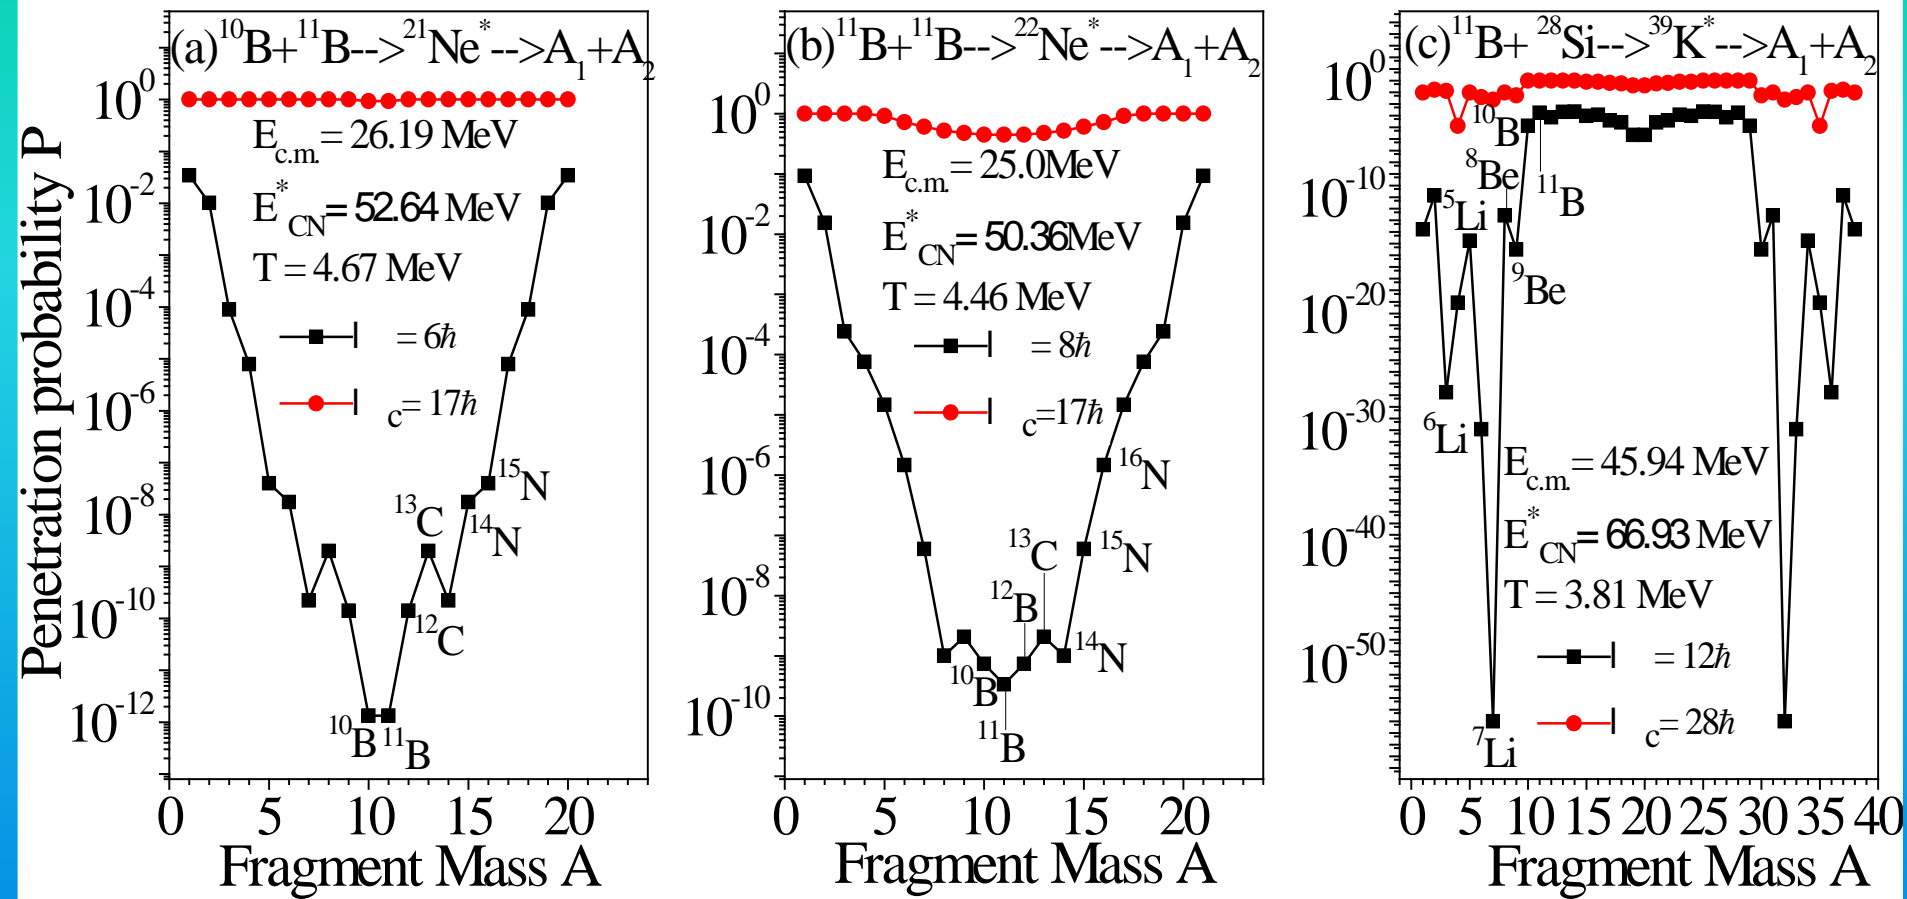 Penetration probability P
(a)¹⁰B+¹¹B-->²¹Ne*-->A₁+A₂
10⁰
10⁻²
10⁻⁴
10⁻⁶
10⁻⁸
10⁻¹⁰
10⁻¹²
E_c.m. = 26.19 MeV
E*_CN = 52.64 MeV
T = 4.67 MeV
l = 6ħ
l_c = 17ħ
¹⁵N
¹³C
¹⁴N
¹²C
¹⁰B
¹¹B
0 5 10 15 20
Fragment Mass A
(b)¹¹B+¹¹B-->²²Ne*-->A₁+A₂
10⁰
10⁻²
10⁻⁴
10⁻⁶
10⁻⁸
10⁻¹⁰
E_c.m. = 25.0MeV
E*_CN = 50.36MeV
T = 4.46 MeV
l = 8ħ
l_c=17ħ
¹⁶N
¹³C
¹⁵N
¹²B
¹⁴N
¹⁰B
¹¹B
0 5 10 15 20
Fragment Mass A
(c)¹¹B+ ²⁸Si-->³⁹K*-->A₁+A₂
10⁰
10⁻¹⁰
10⁻²⁰
10⁻³⁰
10⁻⁴⁰
10⁻⁵⁰
¹⁰B
⁸Be
¹¹B
⁵Li
⁹Be
⁶Li
E_c.m. = 45.94 MeV
E*_CN = 66.93 MeV
T = 3.81 MeV
l = 12ħ
l_c = 28ħ
⁷Li
0 5 10 15 20 25 30 35 40
Fragment Mass A